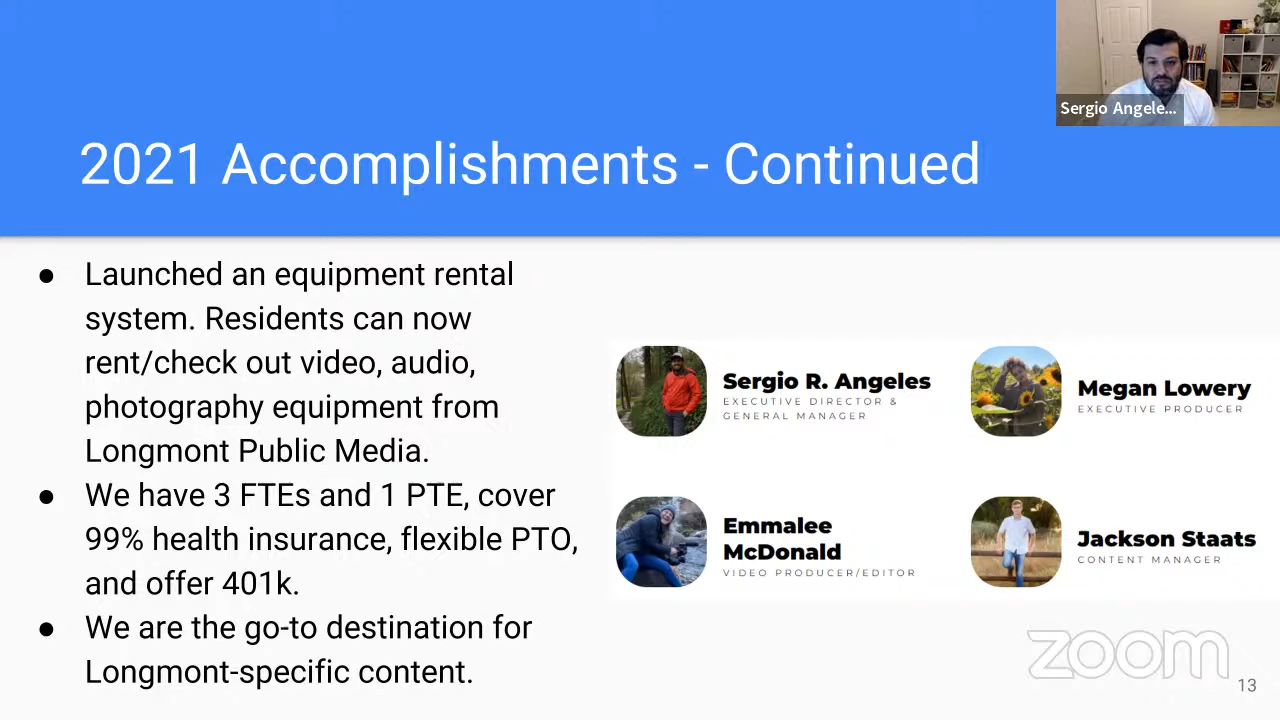 Sergio Angele...
2021 Accomplishments - Continued
● Launched an equipment rental
system. Residents can now
rent/check out video, audio,
photography equipment from
Longmont Public Media.
● We have 3 FTEs and 1 PTE, cover
99% health insurance, flexible PTO,
and offer 401k.
● We are the go-to destination for
Longmont-specific content.
Sergio R. Angeles
EXECUTIVE DIRECTOR &
GENERAL MANAGER
Megan Lowery
EXECUTIVE PRODUCER
Emmalee
McDonald
VIDEO PRODUCER/EDITOR
Jackson Staats
CONTENT MANAGER
zoom
13